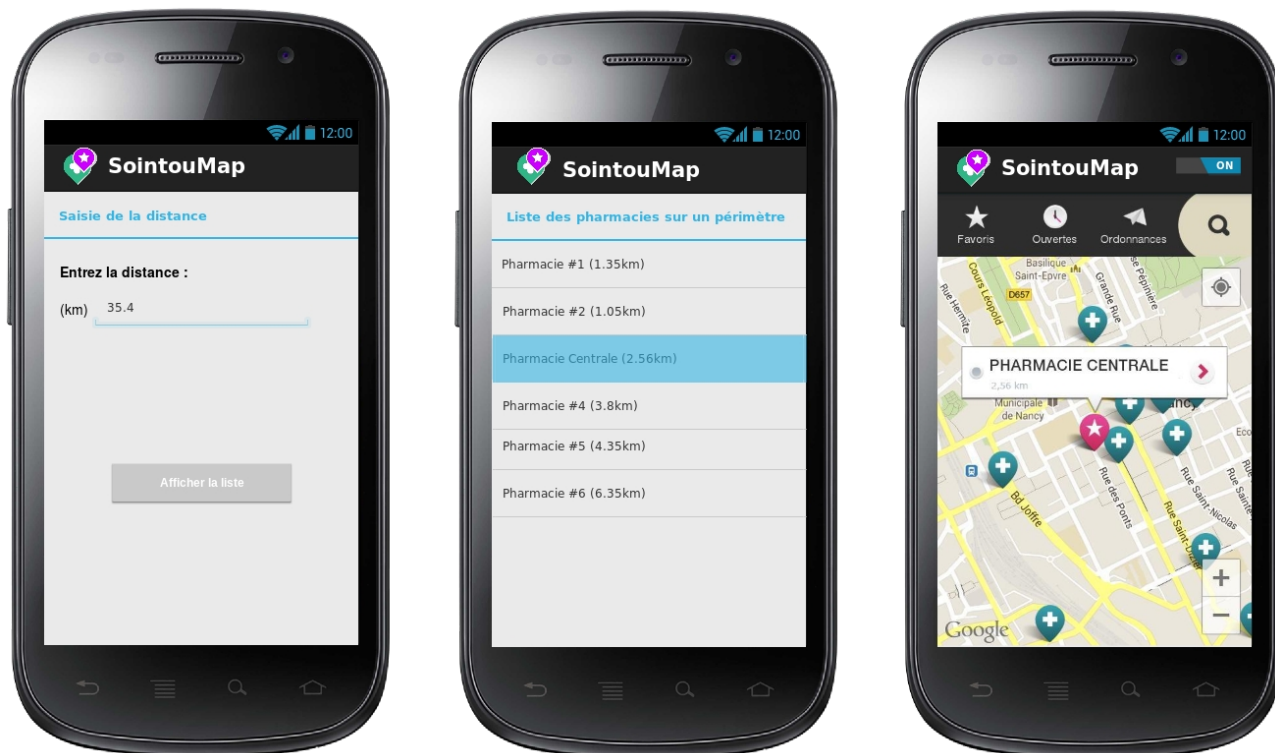 12:00
SointouMap
Saisie de la distance
Entrez la distance :
(km) 35.4
Afficher la liste
12:00
SointouMap
Liste des pharmacies sur un périmètre
Pharmacie #1 (1.35km)
Pharmacie #2 (1.05km)
Pharmacie Centrale (2.56km)
Pharmacie #4 (3.8km)
Pharmacie #5 (4.35km)
Pharmacie #6 (6.35km)
12:00
SointouMap
ON
Favoris
Ouvertes
Ordonnances
Basilique
Saint-Epvre
Cours Léopold
Grande Rue
Pépinière
Rue Hermite
D657
PHARMACIE CENTRALE
2,56 km
Municipale
de Nancy
Rue des Ponts
Bd Joffre
Rue Saint-Nicolas
Rue Saint-Dizier
+
−
Google